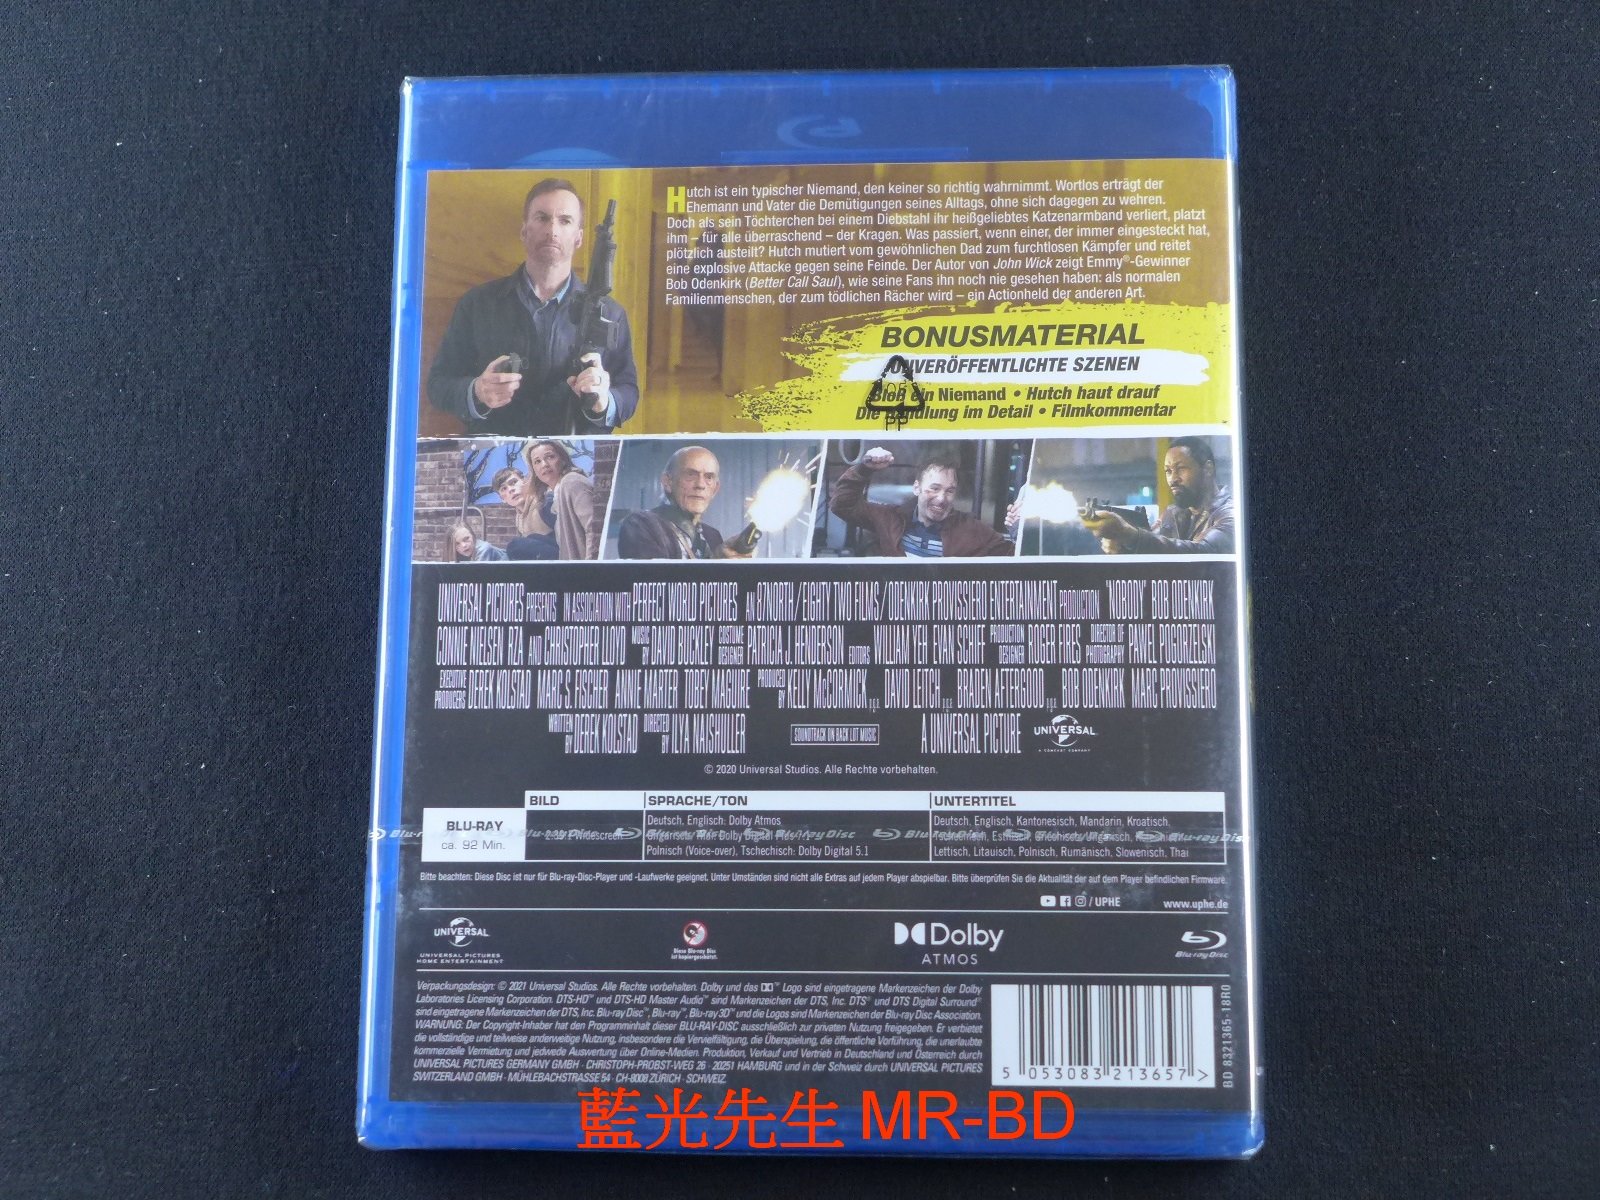 Hutch ist ein typischer Niemand, den keiner so richtig wahrnimmt. Wortlos erträgt der
Ehemann und Vater die Demütigungen seines Alltags, ohne sich dagegen zu wehren.
Doch als sein Töchterchen bei einem Diebstahl ihr heißgeliebtes Katzenarmband verliert, platzt
ihm – für alle überraschend – der Kragen. Was passiert, wenn einer, der immer eingesteckt hat,
plötzlich austeilt? Hutch mutiert vom gewöhnlichen Dad zum furchtlosen Kämpfer und reitet
eine explosive Attacke gegen seine Feinde. Der Autor von John Wick zeigt Emmy®-Gewinner
Bob Odenkirk (Better Call Saul), wie seine Fans ihn noch nie gesehen haben: als normalen
Familienmenschen, der zum tödlichen Rächer wird – ein Actionheld der anderen Art.
BONUSMATERIAL
UNVERÖFFENTLICHTE SZENEN
Bloß ein Niemand • Hutch haut drauf
Die Handlung im Detail • Filmkommentar
UNIVERSAL PICTURES PRESENTS IN ASSOCIATION WITH PERFECT WORLD PICTURES AN 87NORTH / EIGHTY TWO FILMS / ODENKIRK PROVISSIERO ENTERTAINMENT PRODUCTION "NOBODY" BOB ODENKIRK
CONNIE NIELSEN RZA AND CHRISTOPHER LLOYD MUSIC BY DAVID BUCKLEY COSTUME DESIGNER PATRICIA J. HENDERSON EDITORS WILLIAM YEH EVAN SCHIFF PRODUCTION DESIGNER ROGER FIRES DIRECTOR OF PHOTOGRAPHY PAWEL POGORZELSKI
EXECUTIVE PRODUCERS DEREK KOLSTAD MARC S. FISCHER ANNIE MARTER TOBEY MAGUIRE PRODUCED BY KELLY McCORMICK, p.g.a. DAVID LEITCH p.g.a. BRADEN AFTERGOOD p.g.a. BOB ODENKIRK MARC PROVISSIERO
WRITTEN BY DEREK KOLSTAD DIRECTED BY ILYA NAISHULLER SOUNDTRACK ON BACK LOT MUSIC A UNIVERSAL PICTURE UNIVERSAL
A COMCAST COMPANY
© 2020 Universal Studios. Alle Rechte vorbehalten.
BILD SPRACHE/TON UNTERTITEL
BLU-RAY
ca. 92 Min.
2.39:1 Widescreen
Deutsch, Englisch: Dolby Atmos
Dolby Digital
Polnisch (Voice-over), Tschechisch: Dolby Digital 5.1
Deutsch, Englisch, Kantonesisch, Mandarin, Kroatisch,
Lettisch, Litauisch, Polnisch, Rumänisch, Slowenisch, Thai
Blu-ray Disc
Bitte beachten: Diese Disc ist nur für Blu-ray-Disc-Player und -Laufwerke geeignet. Unter Umständen sind nicht alle Extras auf jedem Player abspielbar. Bitte überprüfen Sie die Aktualität der auf dem Player befindlichen Firmware.
/ UPHE www.uphe.de
UNIVERSAL
UNIVERSAL PICTURES
HOME ENTERTAINMENT
Diese Blu-ray Disc
ist kopiergeschützt.
Dolby
ATMOS
Blu-ray Disc
Verpackungsdesign: © 2021 Universal Studios. Alle Rechte vorbehalten. Dolby und das ™ Logo sind eingetragene Markenzeichen der Dolby
Laboratories Licensing Corporation. DTS-HD™ und DTS-HD Master Audio™ sind Markenzeichen der DTS, Inc. DTS® und DTS Digital Surround®
sind eingetragene Markenzeichen der DTS, Inc. Blu-ray Disc™, Blu-ray™, Blu-ray 3D™ und die Logos sind Markenzeichen der Blu-ray Disc Association.
WARNUNG: Der Copyright-Inhaber hat den Programminhalt dieser BLU-RAY-DISC ausschließlich zur privaten Nutzung freigegeben. Er verbietet
die vollständige und teilweise anderweitige Nutzung, insbesondere die Vervielfältigung, die Überspielung, die öffentliche Vorführung, die unerlaubte
kommerzielle Vermietung und jedwede Auswertung über Online-Medien. Produktion, Verkauf und Vertrieb in Deutschland und Österreich durch
UNIVERSAL PICTURES GERMANY GMBH · CHRISTOPH-PROBST-WEG 26 · 20251 HAMBURG und in der Schweiz durch UNIVERSAL PICTURES
SWITZERLAND GMBH · MÜHLEBACHSTRASSE 54 · CH-8008 ZÜRICH · SCHWEIZ
5 053083 213657 >
BD 8321365-18R0
藍光先生 MR-BD